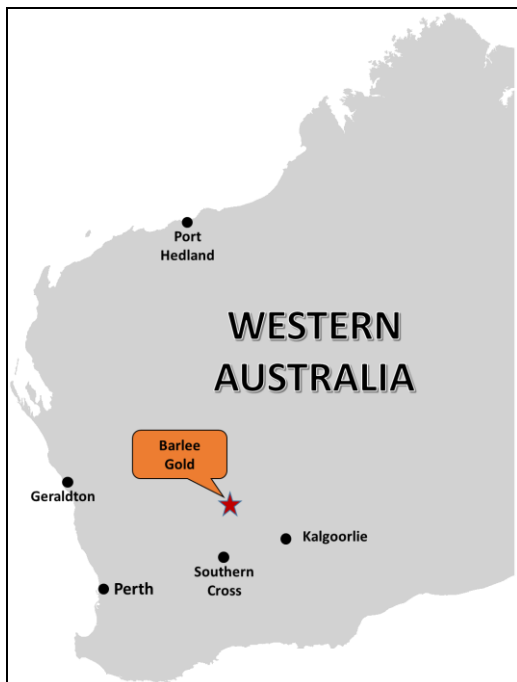 Port
Hedland
WESTERN
AUSTRALIA
Barlee
Gold
Geraldton
Kalgoorlie
Southern
Cross
Perth